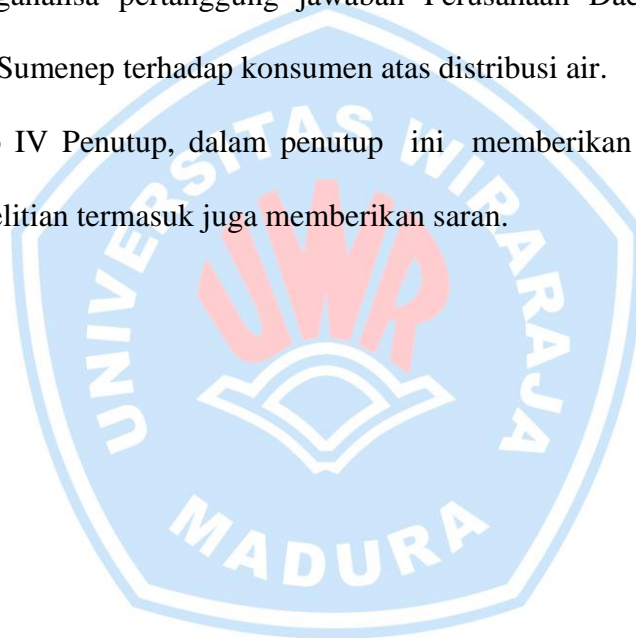 ganalisa pertanggung jawaban Perusahaan Dae
Sumenep terhadap konsumen atas distribusi air.
IV Penutup, dalam penutup ini memberikan
elitian termasuk juga memberikan saran.
UNIVERSITAS WIRARAJA
UWR
MADURA